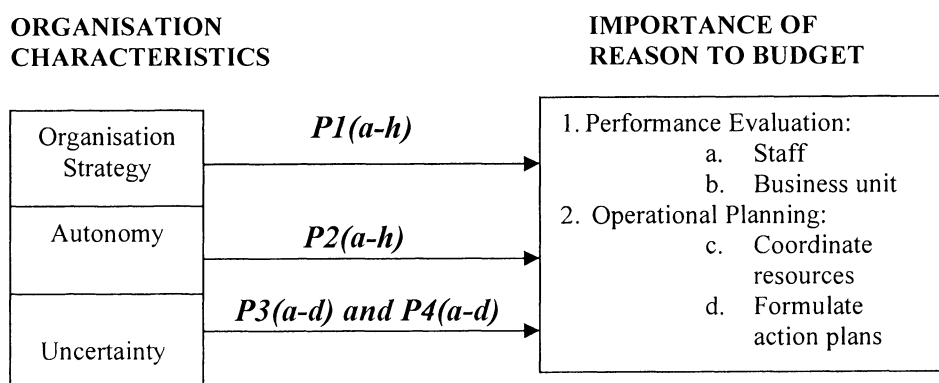 ORGANISATION
CHARACTERISTICS
IMPORTANCE OF
REASON TO BUDGET
Organisation
Strategy
Autonomy
Uncertainty
P1(a-h)
P2(a-h)
P3(a-d) and P4(a-d)
1. Performance Evaluation:
a. Staff
b. Business unit
2. Operational Planning:
c. Coordinate
resources
d. Formulate
action plans